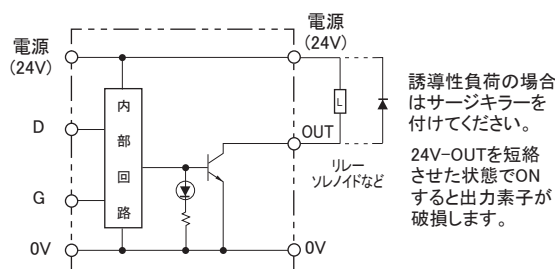 電源
(24V)
電源
(24V)
D
G
0V
内部回路
L
OUT
リレー
ソレノイドなど
0V
誘導性負荷の場合
はサージキラーを
付けてください。
24V-OUTを短絡
させた状態でON
すると出力素子が
破損します。